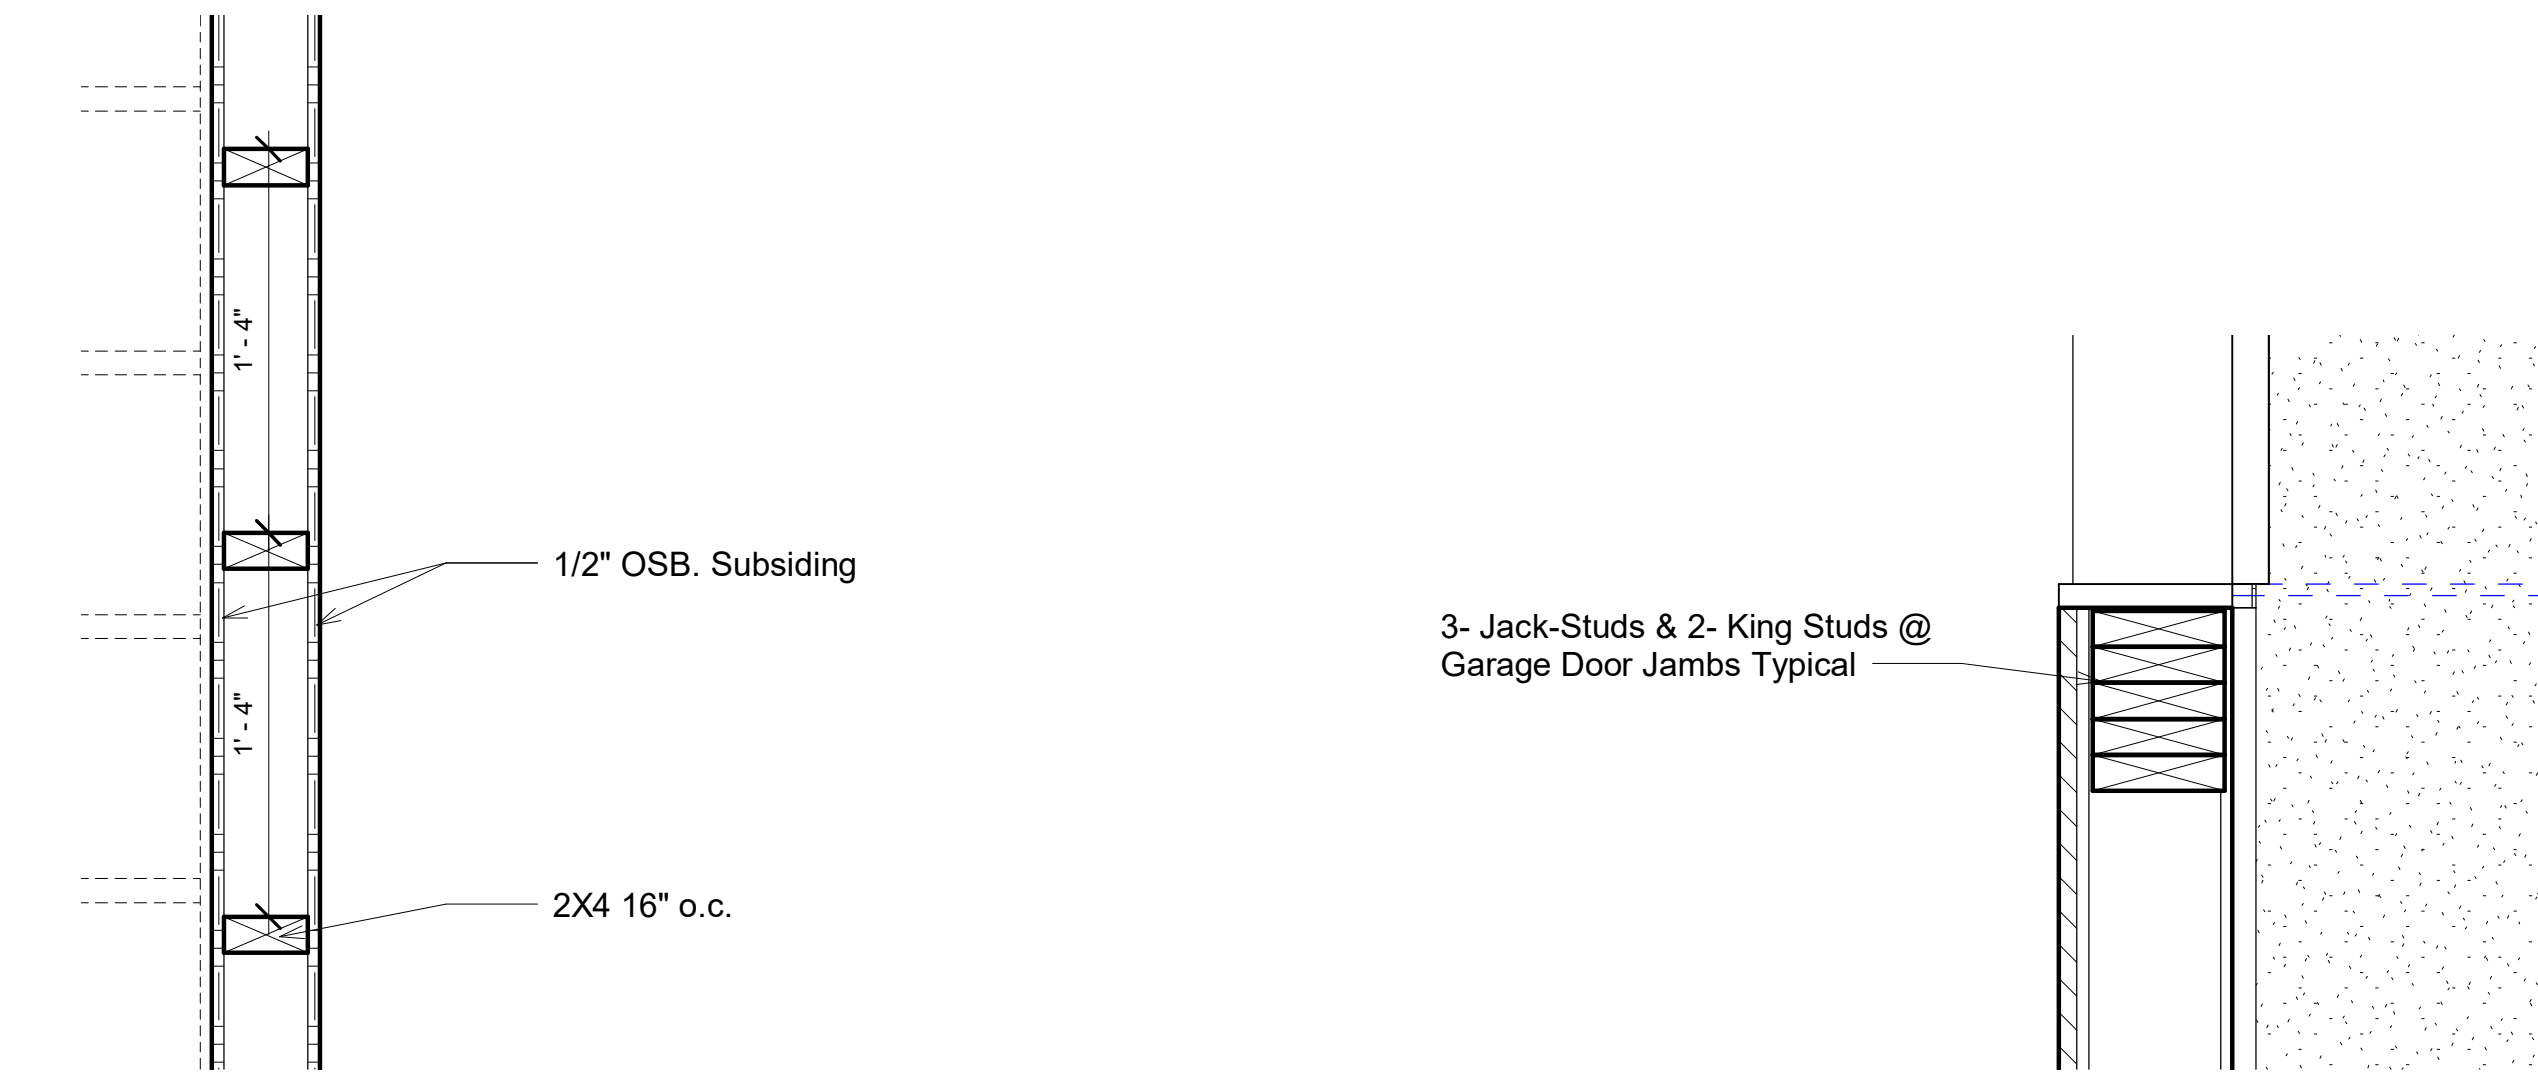 1' - 4"
1/2" OSB. Subsiding
3- Jack-Studs & 2- King Studs @
Garage Door Jambs Typical
1' - 4"
2X4 16" o.c.